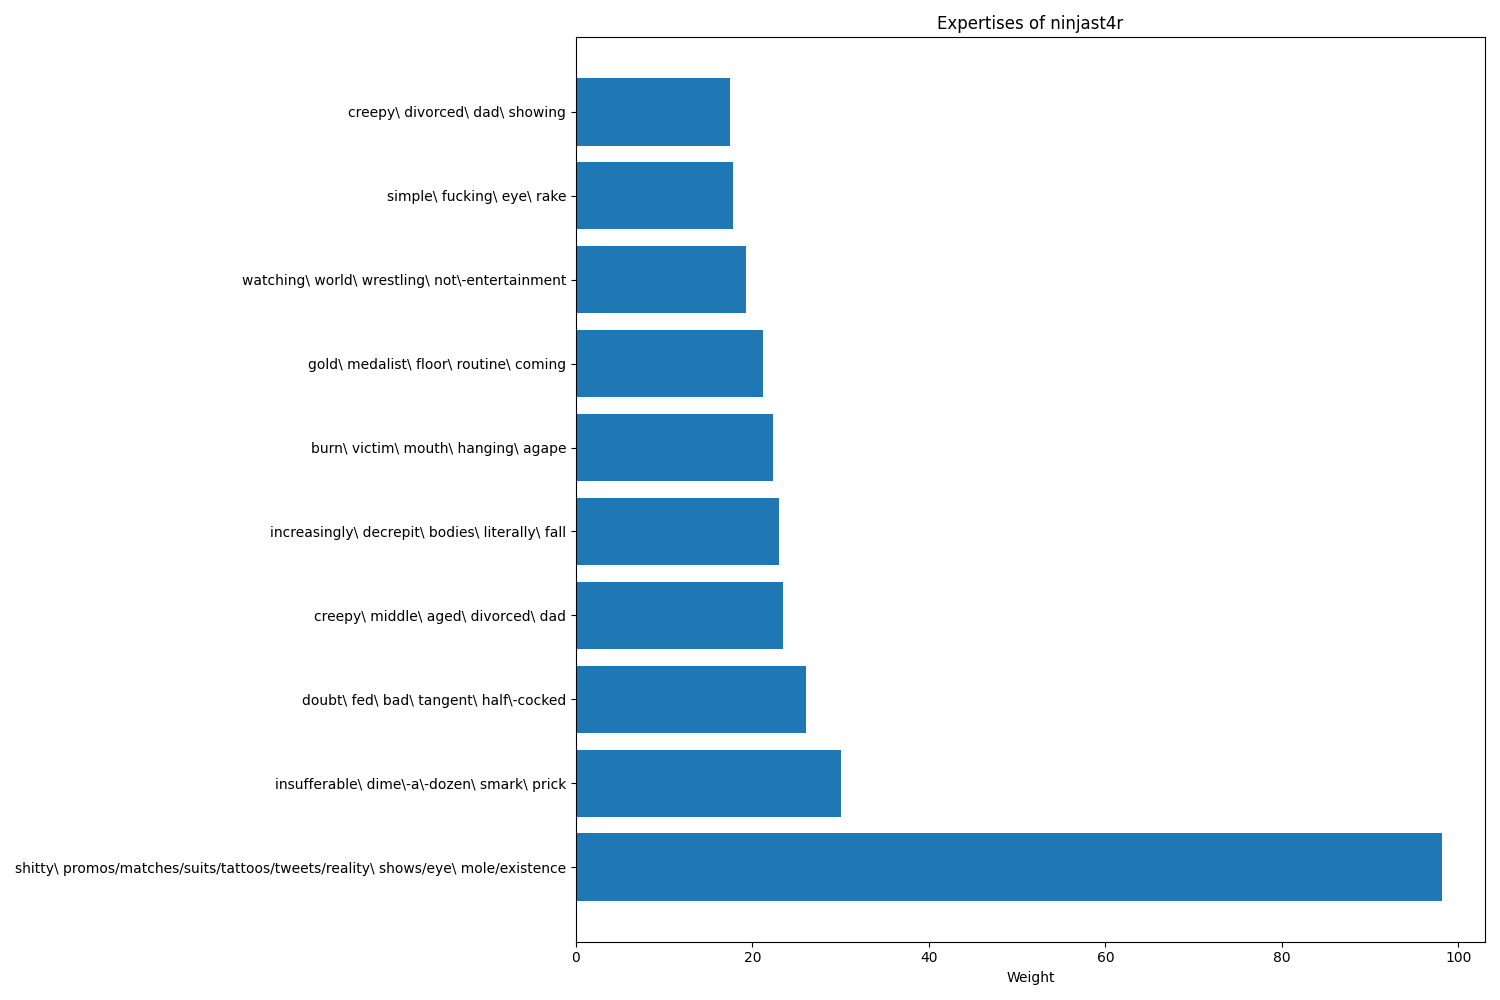 Expertises of ninjast4r
creepy\ divorced\ dad\ showing
simple\ fucking\ eye\ rake
watching\ world\ wrestling\ not\-entertainment
gold\ medalist\ floor\ routine\ coming
burn\ victim\ mouth\ hanging\ agape
increasingly\ decrepit\ bodies\ literally\ fall
creepy\ middle\ aged\ divorced\ dad
doubt\ fed\ bad\ tangent\ half\-cocked
insufferable\ dime\-a\-dozen\ smark\ prick
shitty\ promos/matches/suits/tattoos/tweets/reality\ shows/eye\ mole/existence
0 20 40 60 80 100
Weight